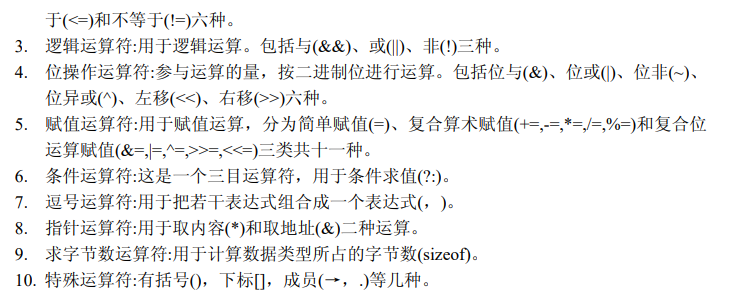 于(<=)和不等于(!=)六种。
3. 逻辑运算符:用于逻辑运算。包括与(&&)、或(||)、非(!)三种。
4. 位操作运算符:参与运算的量，按二进制位进行运算。包括位与(&)、位或(|)、位非(~)、
位异或(^)、左移(<<)、右移(>>)六种。
5. 赋值运算符:用于赋值运算，分为简单赋值(=)、复合算术赋值(+=,-=,*=,/=,%=)和复合位
运算赋值(&=,|=,^=,>>=,<<=)三类共十一种。
6. 条件运算符:这是一个三目运算符，用于条件求值(?:)。
7. 逗号运算符:用于把若干表达式组合成一个表达式(，)。
8. 指针运算符:用于取内容(*)和取地址(&)二种运算。
9. 求字节数运算符:用于计算数据类型所占的字节数(sizeof)。
10. 特殊运算符:有括号()，下标[]，成员(→，.)等几种。